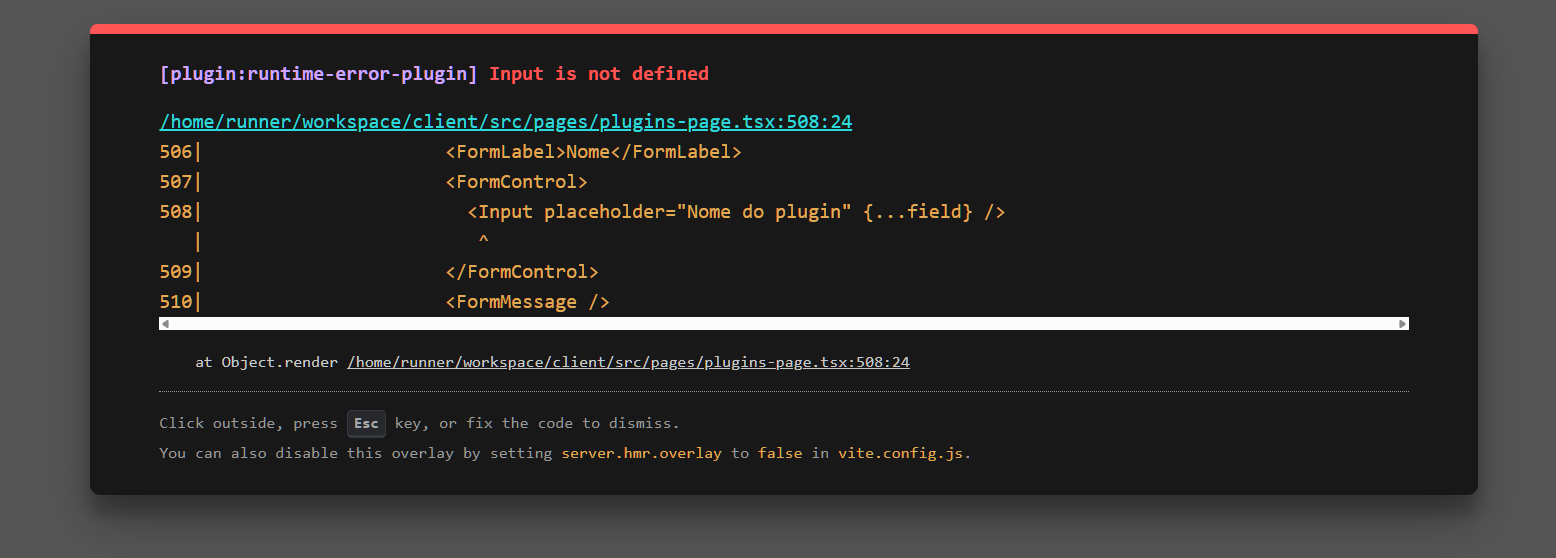 [plugin:runtime-error-plugin] Input is not defined
/home/runner/workspace/client/src/pages/plugins-page.tsx:508:24
506|                      <FormLabel>Nome</FormLabel>
507|                      <FormControl>
508|                        <Input placeholder="Nome do plugin" {...field} />
   |                         ^
509|                      </FormControl>
510|                      <FormMessage />
at Object.render /home/runner/workspace/client/src/pages/plugins-page.tsx:508:24
Click outside, press Esc key, or fix the code to dismiss.
You can also disable this overlay by setting server.hmr.overlay to false in vite.config.js.